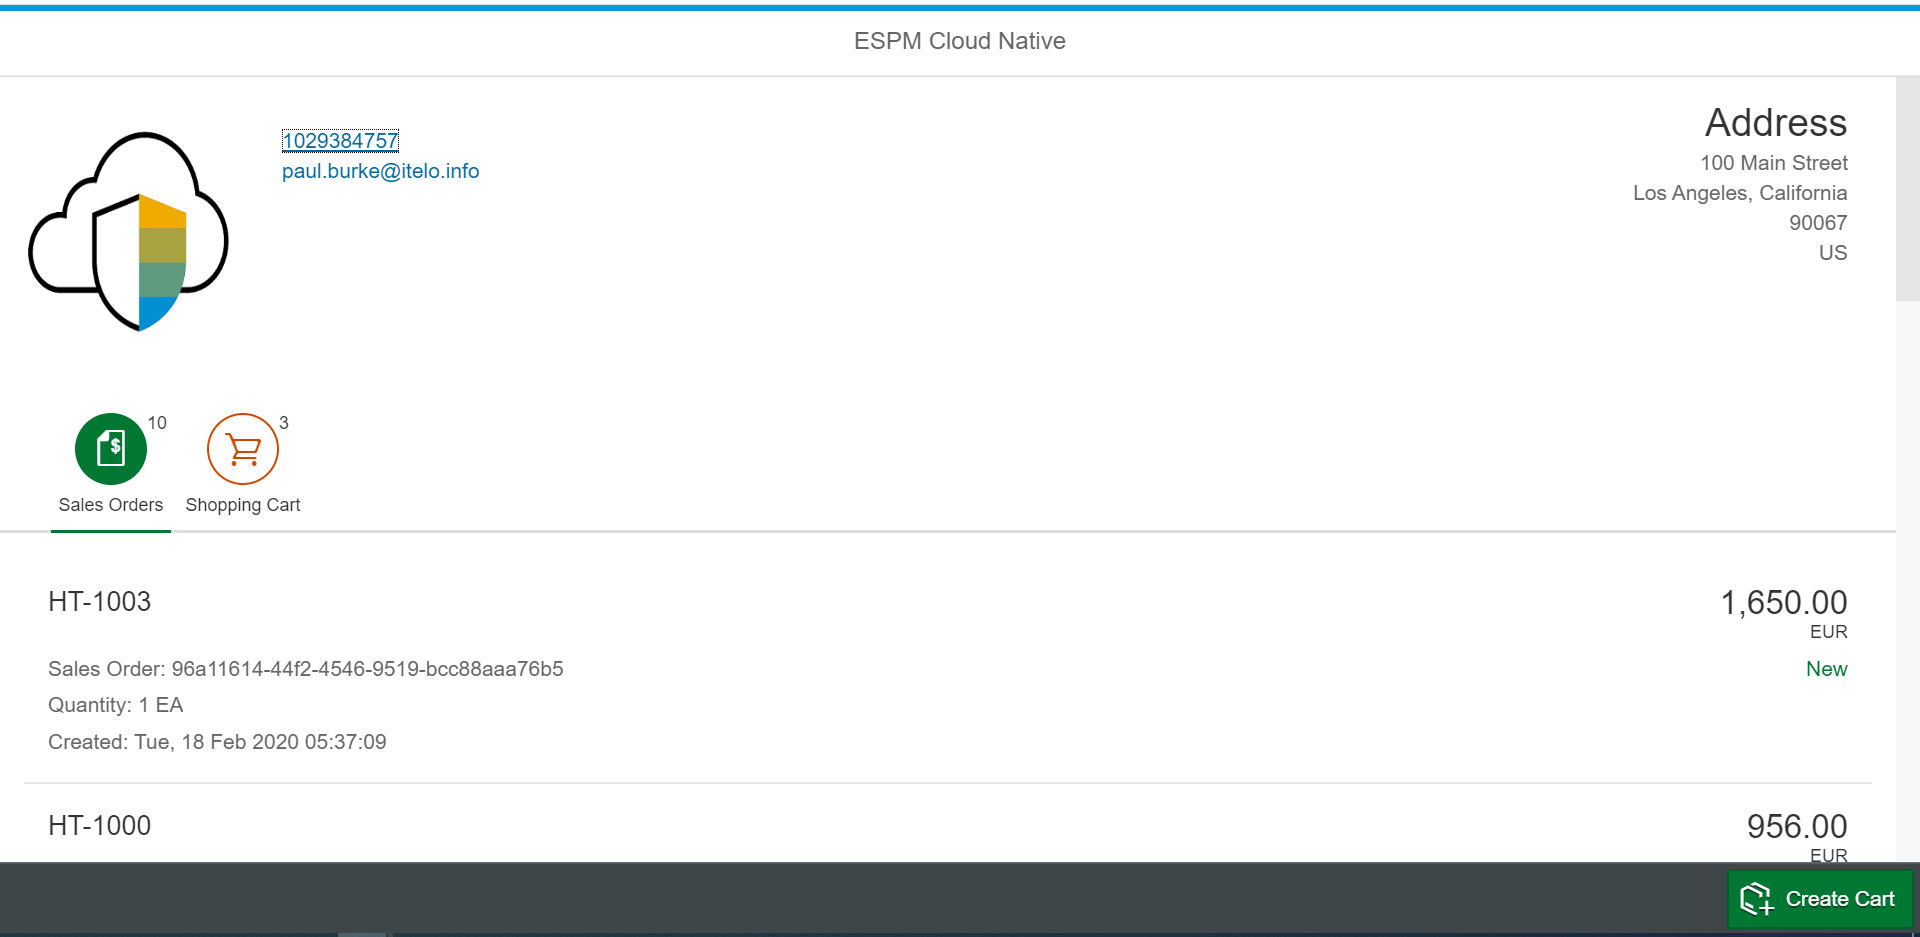 ESPM Cloud Native
1029384757
paul.burke@itelo.info
Address
100 Main Street
Los Angeles, California
90067
US
10
Sales Orders
3
Shopping Cart
HT-1003
1,650.00
EUR
Sales Order: 96a11614-44f2-4546-9519-bcc88aaa76b5
New
Quantity: 1 EA
Created: Tue, 18 Feb 2020 05:37:09
HT-1000
956.00
EUR
Create Cart